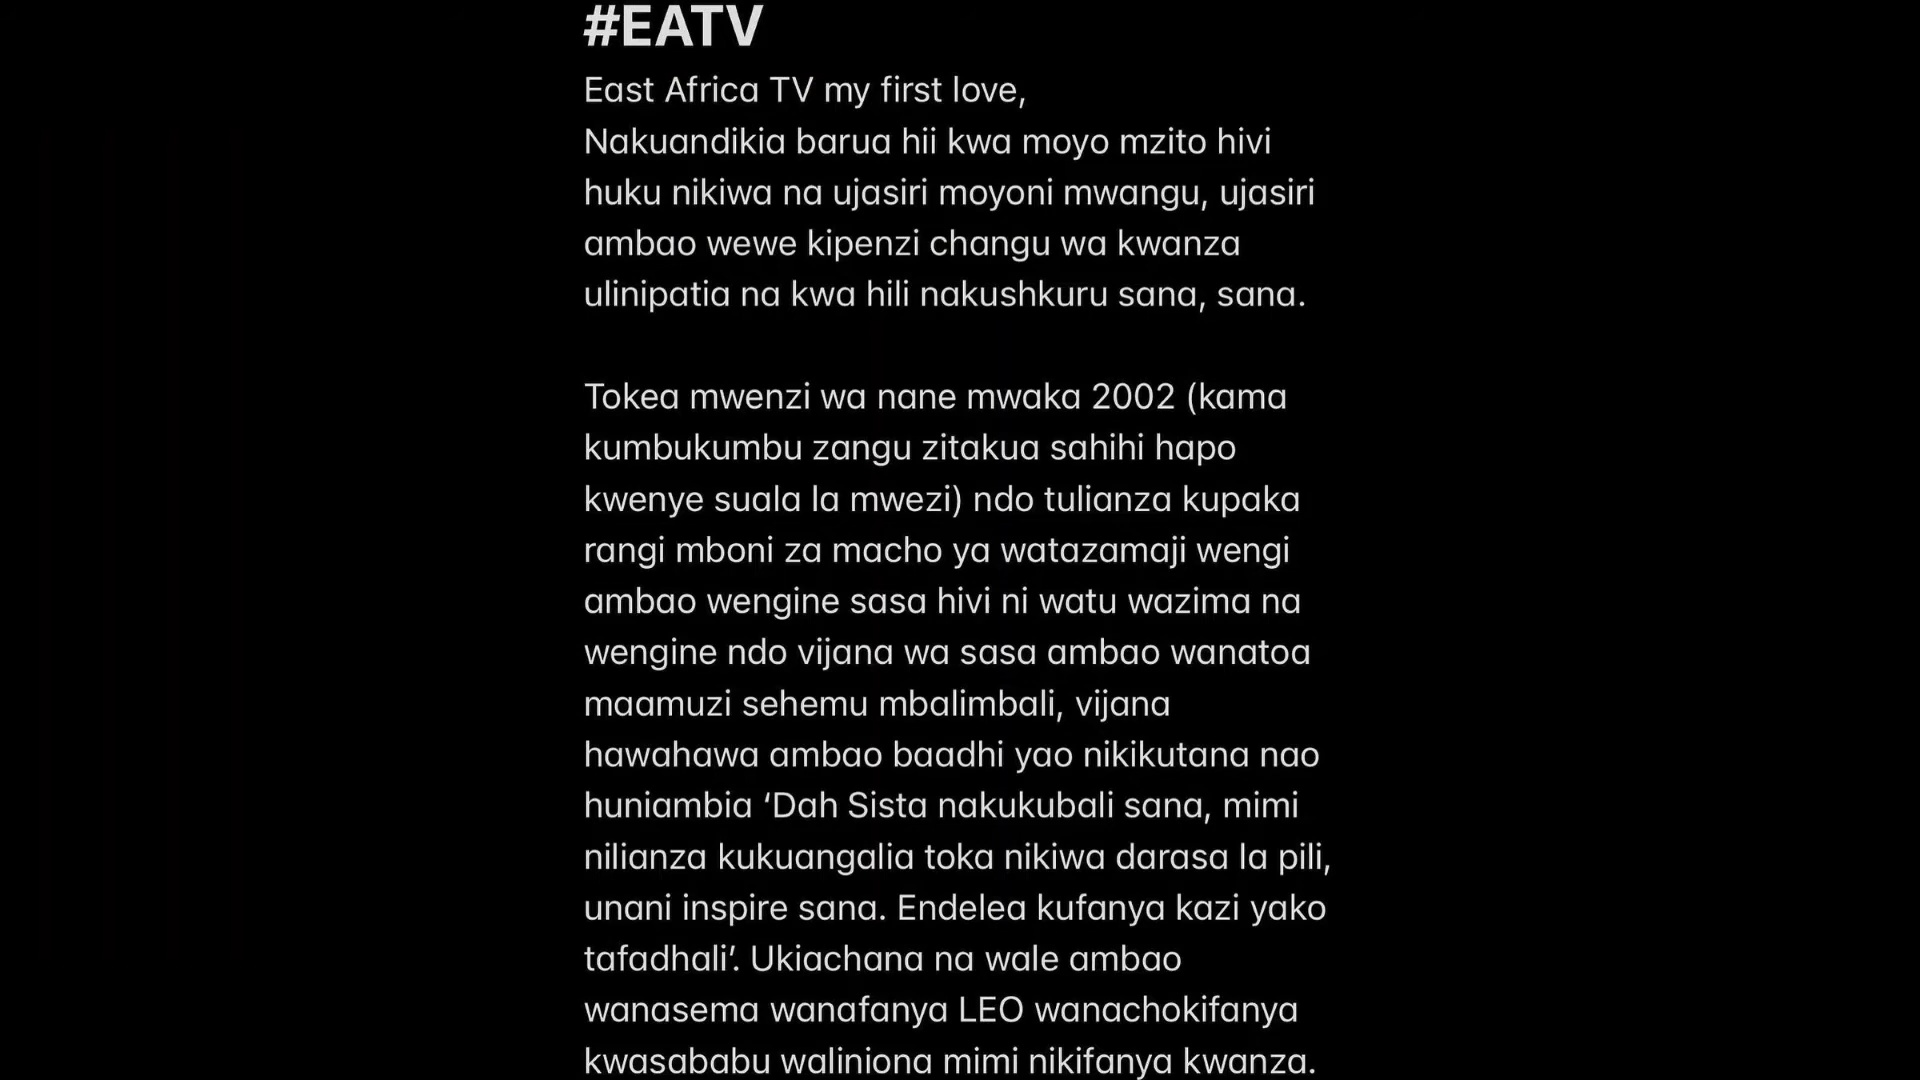 #EATV
East Africa TV my first love,
Nakuandikia barua hii kwa moyo mzito hivi
huku nikiwa na ujasiri moyoni mwangu, ujasiri
ambao wewe kipenzi changu wa kwanza
ulinipatia na kwa hili nakushkuru sana, sana.
Tokea mwenzi wa nane mwaka 2002 (kama
kumbukumbu zangu zitakua sahihi hapo
kwenye suala la mwezi) ndo tulianza kupaka
rangi mboni za macho ya watazamaji wengi
ambao wengine sasa hivi ni watu wazima na
wengine ndo vijana wa sasa ambao wanatoa
maamuzi sehemu mbalimbali, vijana
hawahawa ambao baadhi yao nikikutana nao
huniambia ‘Dah Sista nakukubali sana, mimi
nilianza kukuangalia toka nikiwa darasa la pili,
unani inspire sana. Endelea kufanya kazi yako
tafadhali’. Ukiachana na wale ambao
wanasema wanafanya LEO wanachokifanya
kwasababu waliniona mimi nikifanya kwanza.